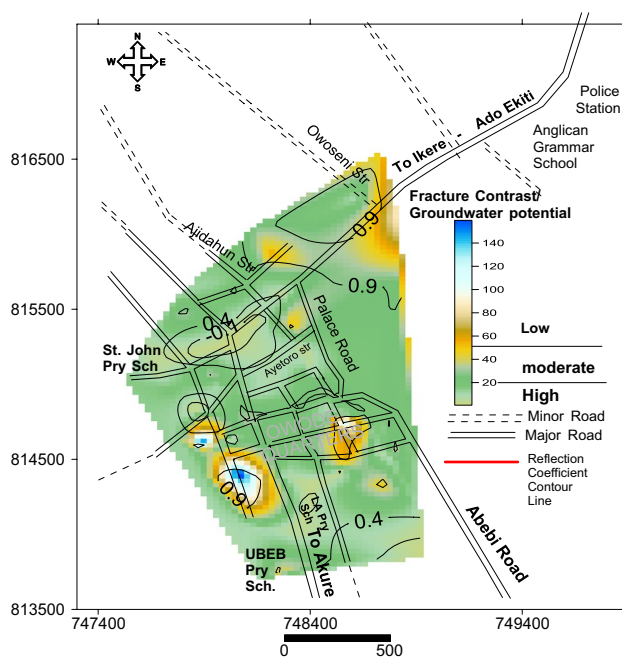 N
W E
S
Police
Station
To Ikere - Ado Ekiti
Anglican
Grammar
School
816500
Owoseni Str
Fracture Contrast/
Groundwater potential
0.9
140
120
100
80
60
40
20
Low
moderate
High
Ajidahun Str
0.9
815500
0.4
Palace Road
St. John
Pry Sch
Ayetoro str
Minor Road
Major Road
Reflection
Coefficient
Contour
Line
814500
0.9
LA Pry
Sch
0.4
To Akure
Abebi Road
UBEB
Pry
Sch.
813500
747400
748400
749400
0
500